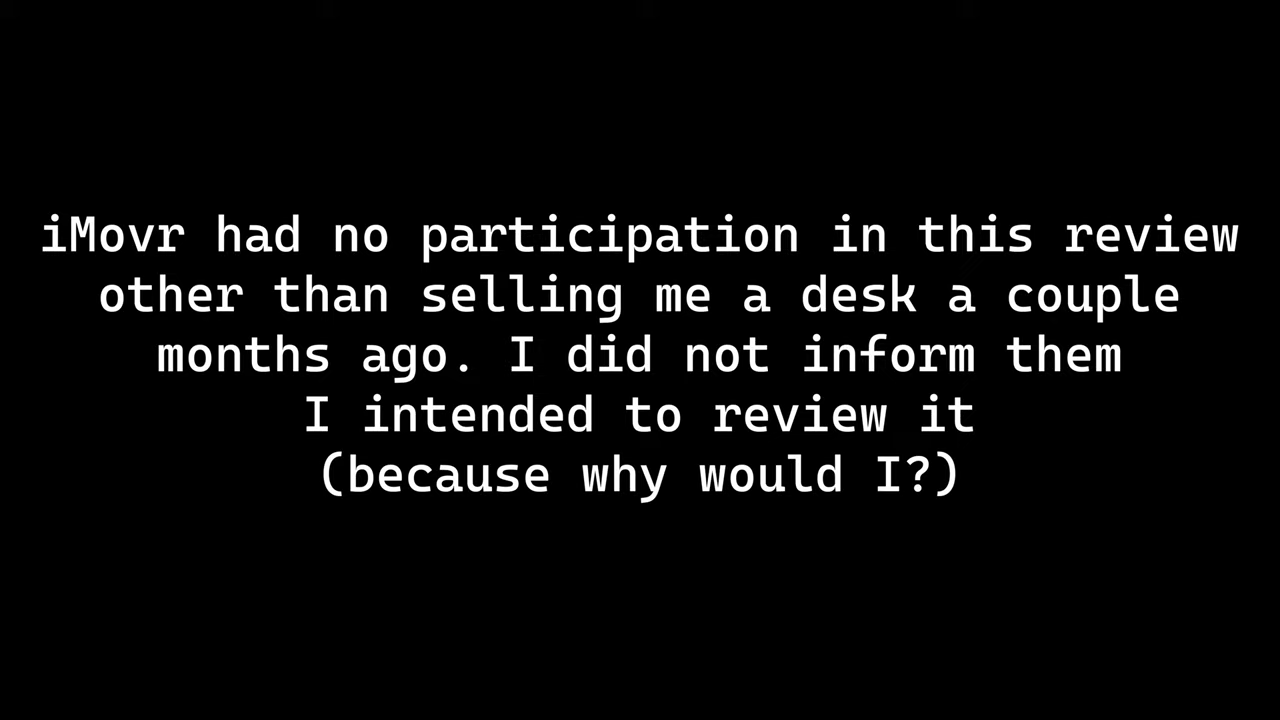 iMovr had no participation in this review
other than selling me a desk a couple
months ago. I did not inform them
I intended to review it
(because why would I?)